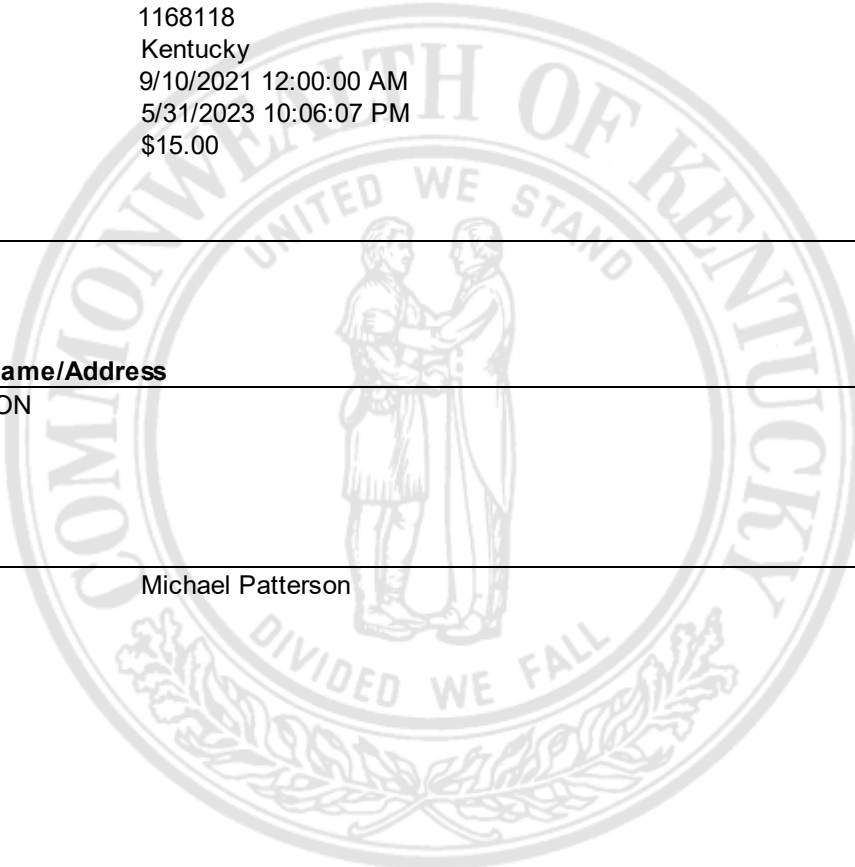 1168118
Kentucky
9/10/2021 12:00:00 AM
5/31/2023 10:06:07 PM
$15.00
COMMONWEALTH OF KENTUCKY
UNITED WE STAND
ame/Address
ON
Michael Patterson
DIVIDED WE FALL